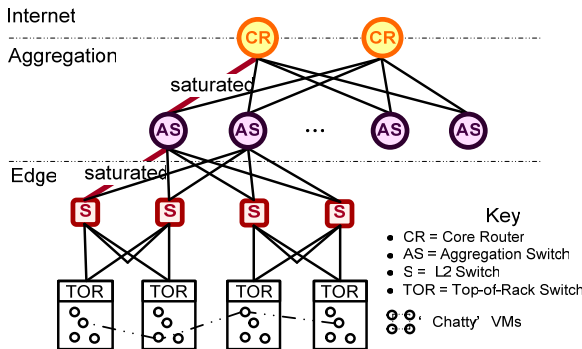 Internet
CR CR
Aggregation
saturated
AS AS ... AS AS
Edge
saturated
S S S S
Key
• CR = Core Router
• AS = Aggregation Switch
• S = L2 Switch
• TOR = Top-of-Rack Switch
TOR TOR TOR TOR
'Chatty' VMs